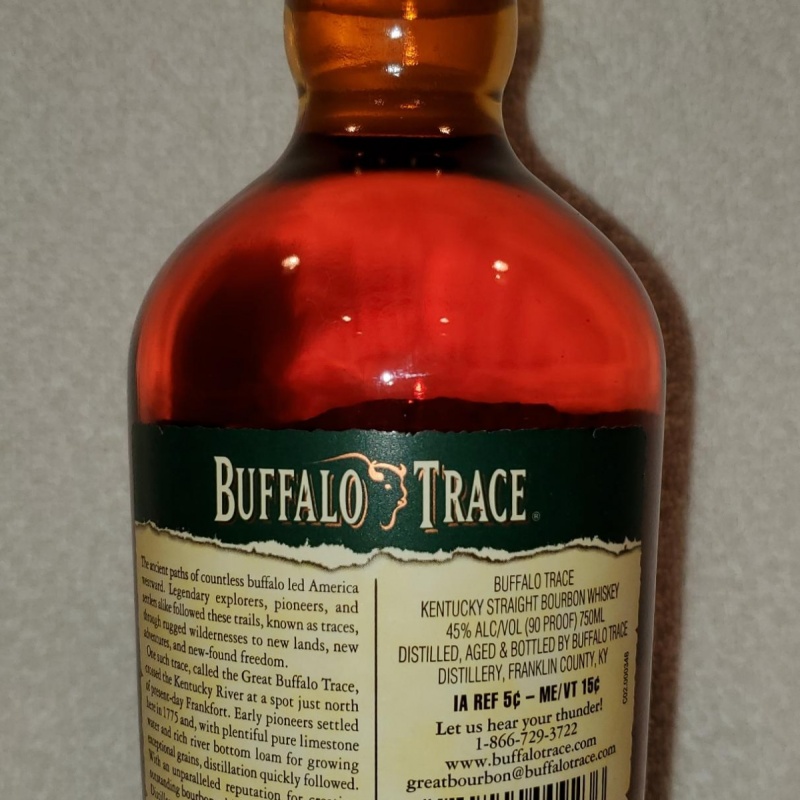 BUFFALO TRACE®
The ancient paths of countless buffalo led America
westward. Legendary explorers, pioneers, and
settlers alike followed these trails, known as traces,
through rugged wildernesses to new lands, new
adventures, and new-found freedom.
One such trace, called the Great Buffalo Trace,
crossed the Kentucky River at a spot just north
of present-day Frankfort. Early pioneers settled
here in 1775 and, with plentiful pure limestone
water and rich river bottom loam for growing
exceptional grains, distillation quickly followed.
With an unparalleled reputation for
outstanding bourbon
BUFFALO TRACE
KENTUCKY STRAIGHT BOURBON WHISKEY
45% ALC/VOL (90 PROOF) 750ML
DISTILLED, AGED & BOTTLED BY BUFFALO TRACE
DISTILLERY, FRANKLIN COUNTY, KY
IA REF 5¢ – ME/VT 15¢
Let us hear your thunder!
1-866-729-3722
www.buffalotrace.com
greatbourbon@buffalotrace.com